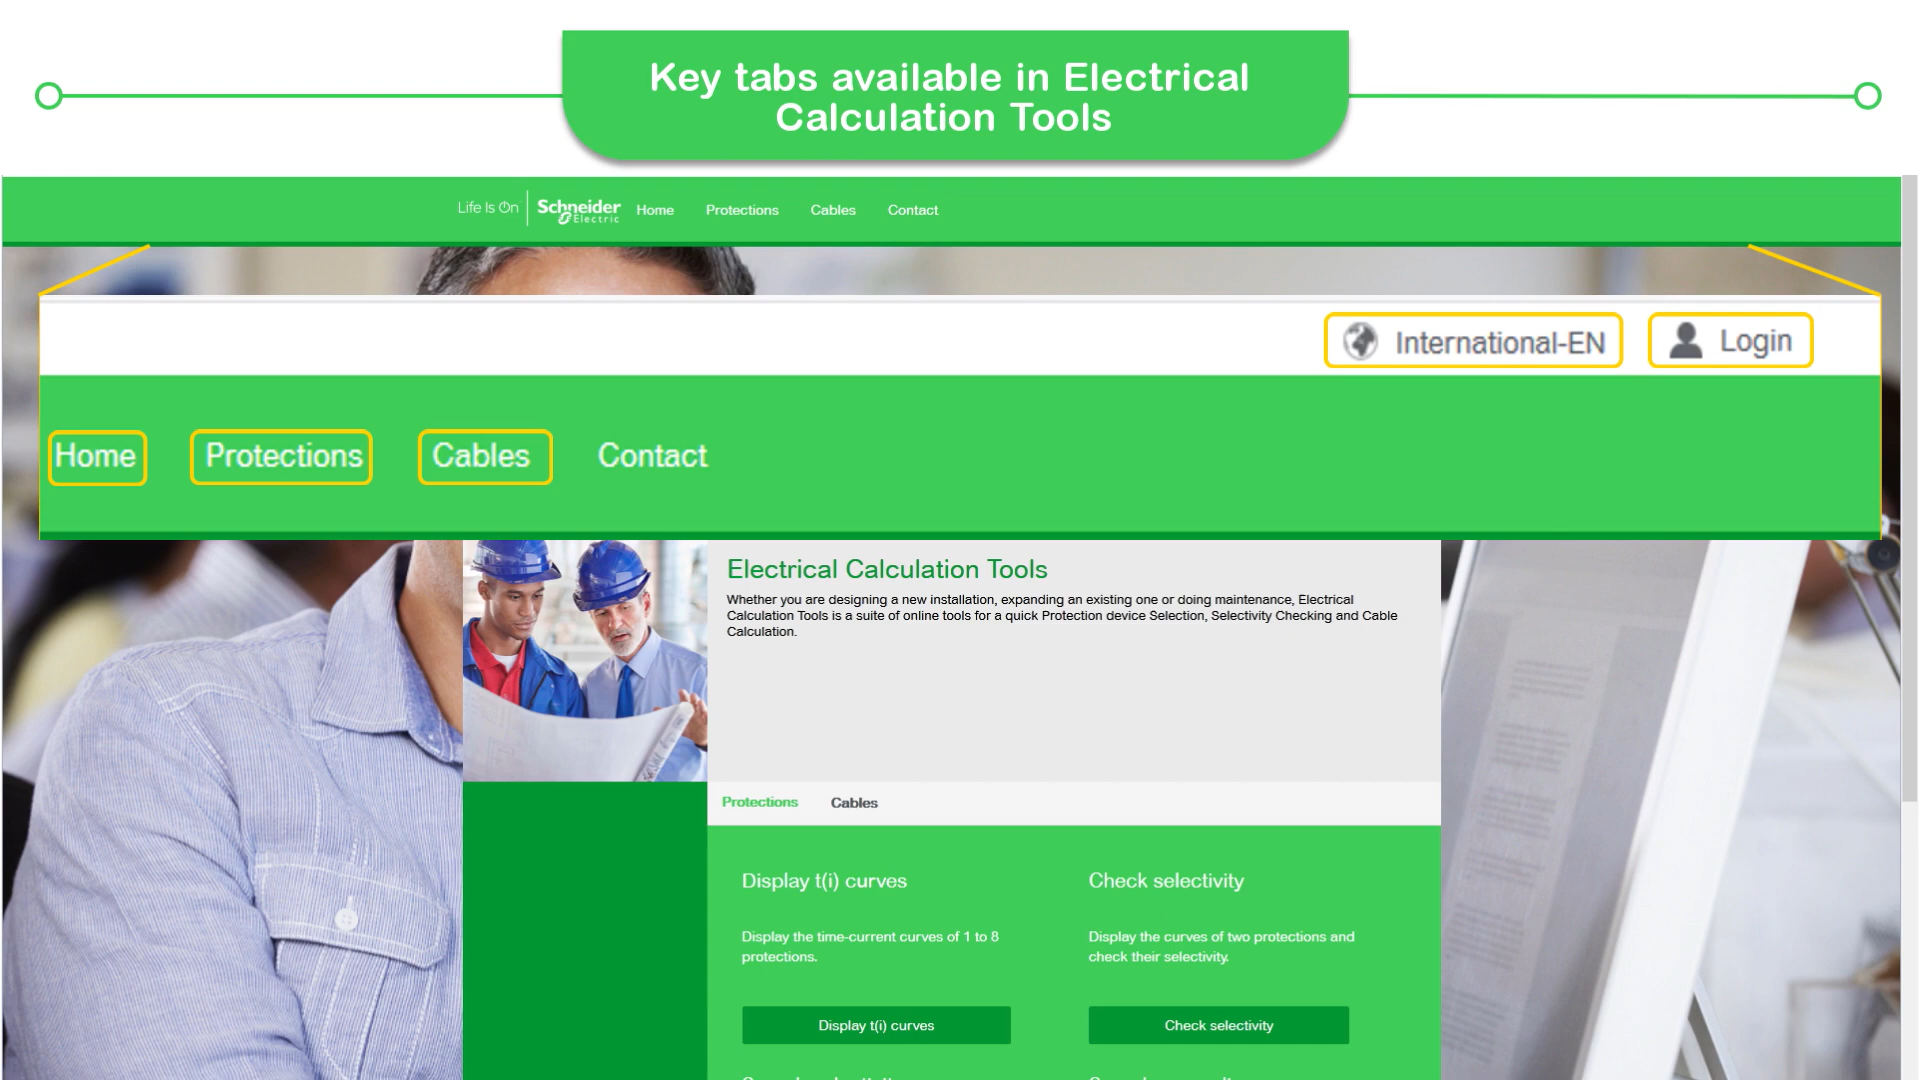 Key tabs available in Electrical
Calculation Tools
Life Is On Schneider Electric Home Protections Cables Contact
International-EN Login
Home Protections Cables Contact
Electrical Calculation Tools
Whether you are designing a new installation, expanding an existing one or doing maintenance, Electrical
Calculation Tools is a suite of online tools for a quick Protection device Selection, Selectivity Checking and Cable
Calculation.
Protections Cables
Display t(i) curves
Check selectivity
Display the time-current curves of 1 to 8
protections.
Display the curves of two protections and
check their selectivity.
Display t(i) curves
Check selectivity